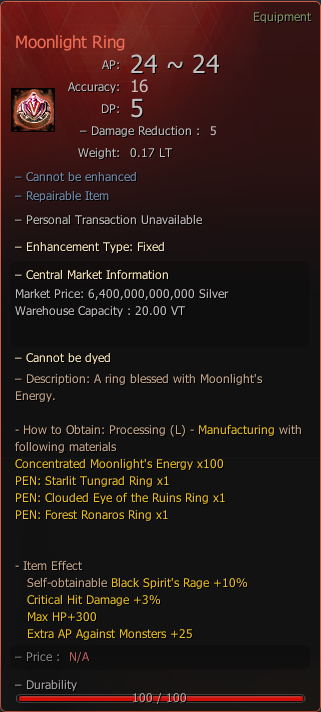 Equipment
Moonlight Ring
AP: 24 ~ 24
Accuracy: 16
DP: 5
– Damage Reduction : 5
Weight: 0.17 LT
– Cannot be enhanced
– Repairable Item
– Personal Transaction Unavailable
– Enhancement Type: Fixed
– Central Market Information
Market Price: 6,400,000,000,000 Silver
Warehouse Capacity : 20.00 VT
– Cannot be dyed
– Description: A ring blessed with Moonlight's
Energy.
- How to Obtain: Processing (L) - Manufacturing with
following materials
Concentrated Moonlight's Energy x100
PEN: Starlit Tungrad Ring x1
PEN: Clouded Eye of the Ruins Ring x1
PEN: Forest Ronaros Ring x1
- Item Effect
Self-obtainable Black Spirit's Rage +10%
Critical Hit Damage +3%
Max HP+300
Extra AP Against Monsters +25
– Price : N/A
– Durability
100 / 100